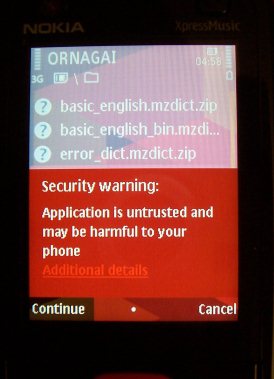 NOKIA XpressMusic
ORNAGAI
04:58
3G \
basic_english.mzdict.zip
basic_english_bin.mzdi...
error_dict.mzdict.zip
Security warning:
Application is untrusted and
may be harmful to your
phone
Additional details
Continue Cancel